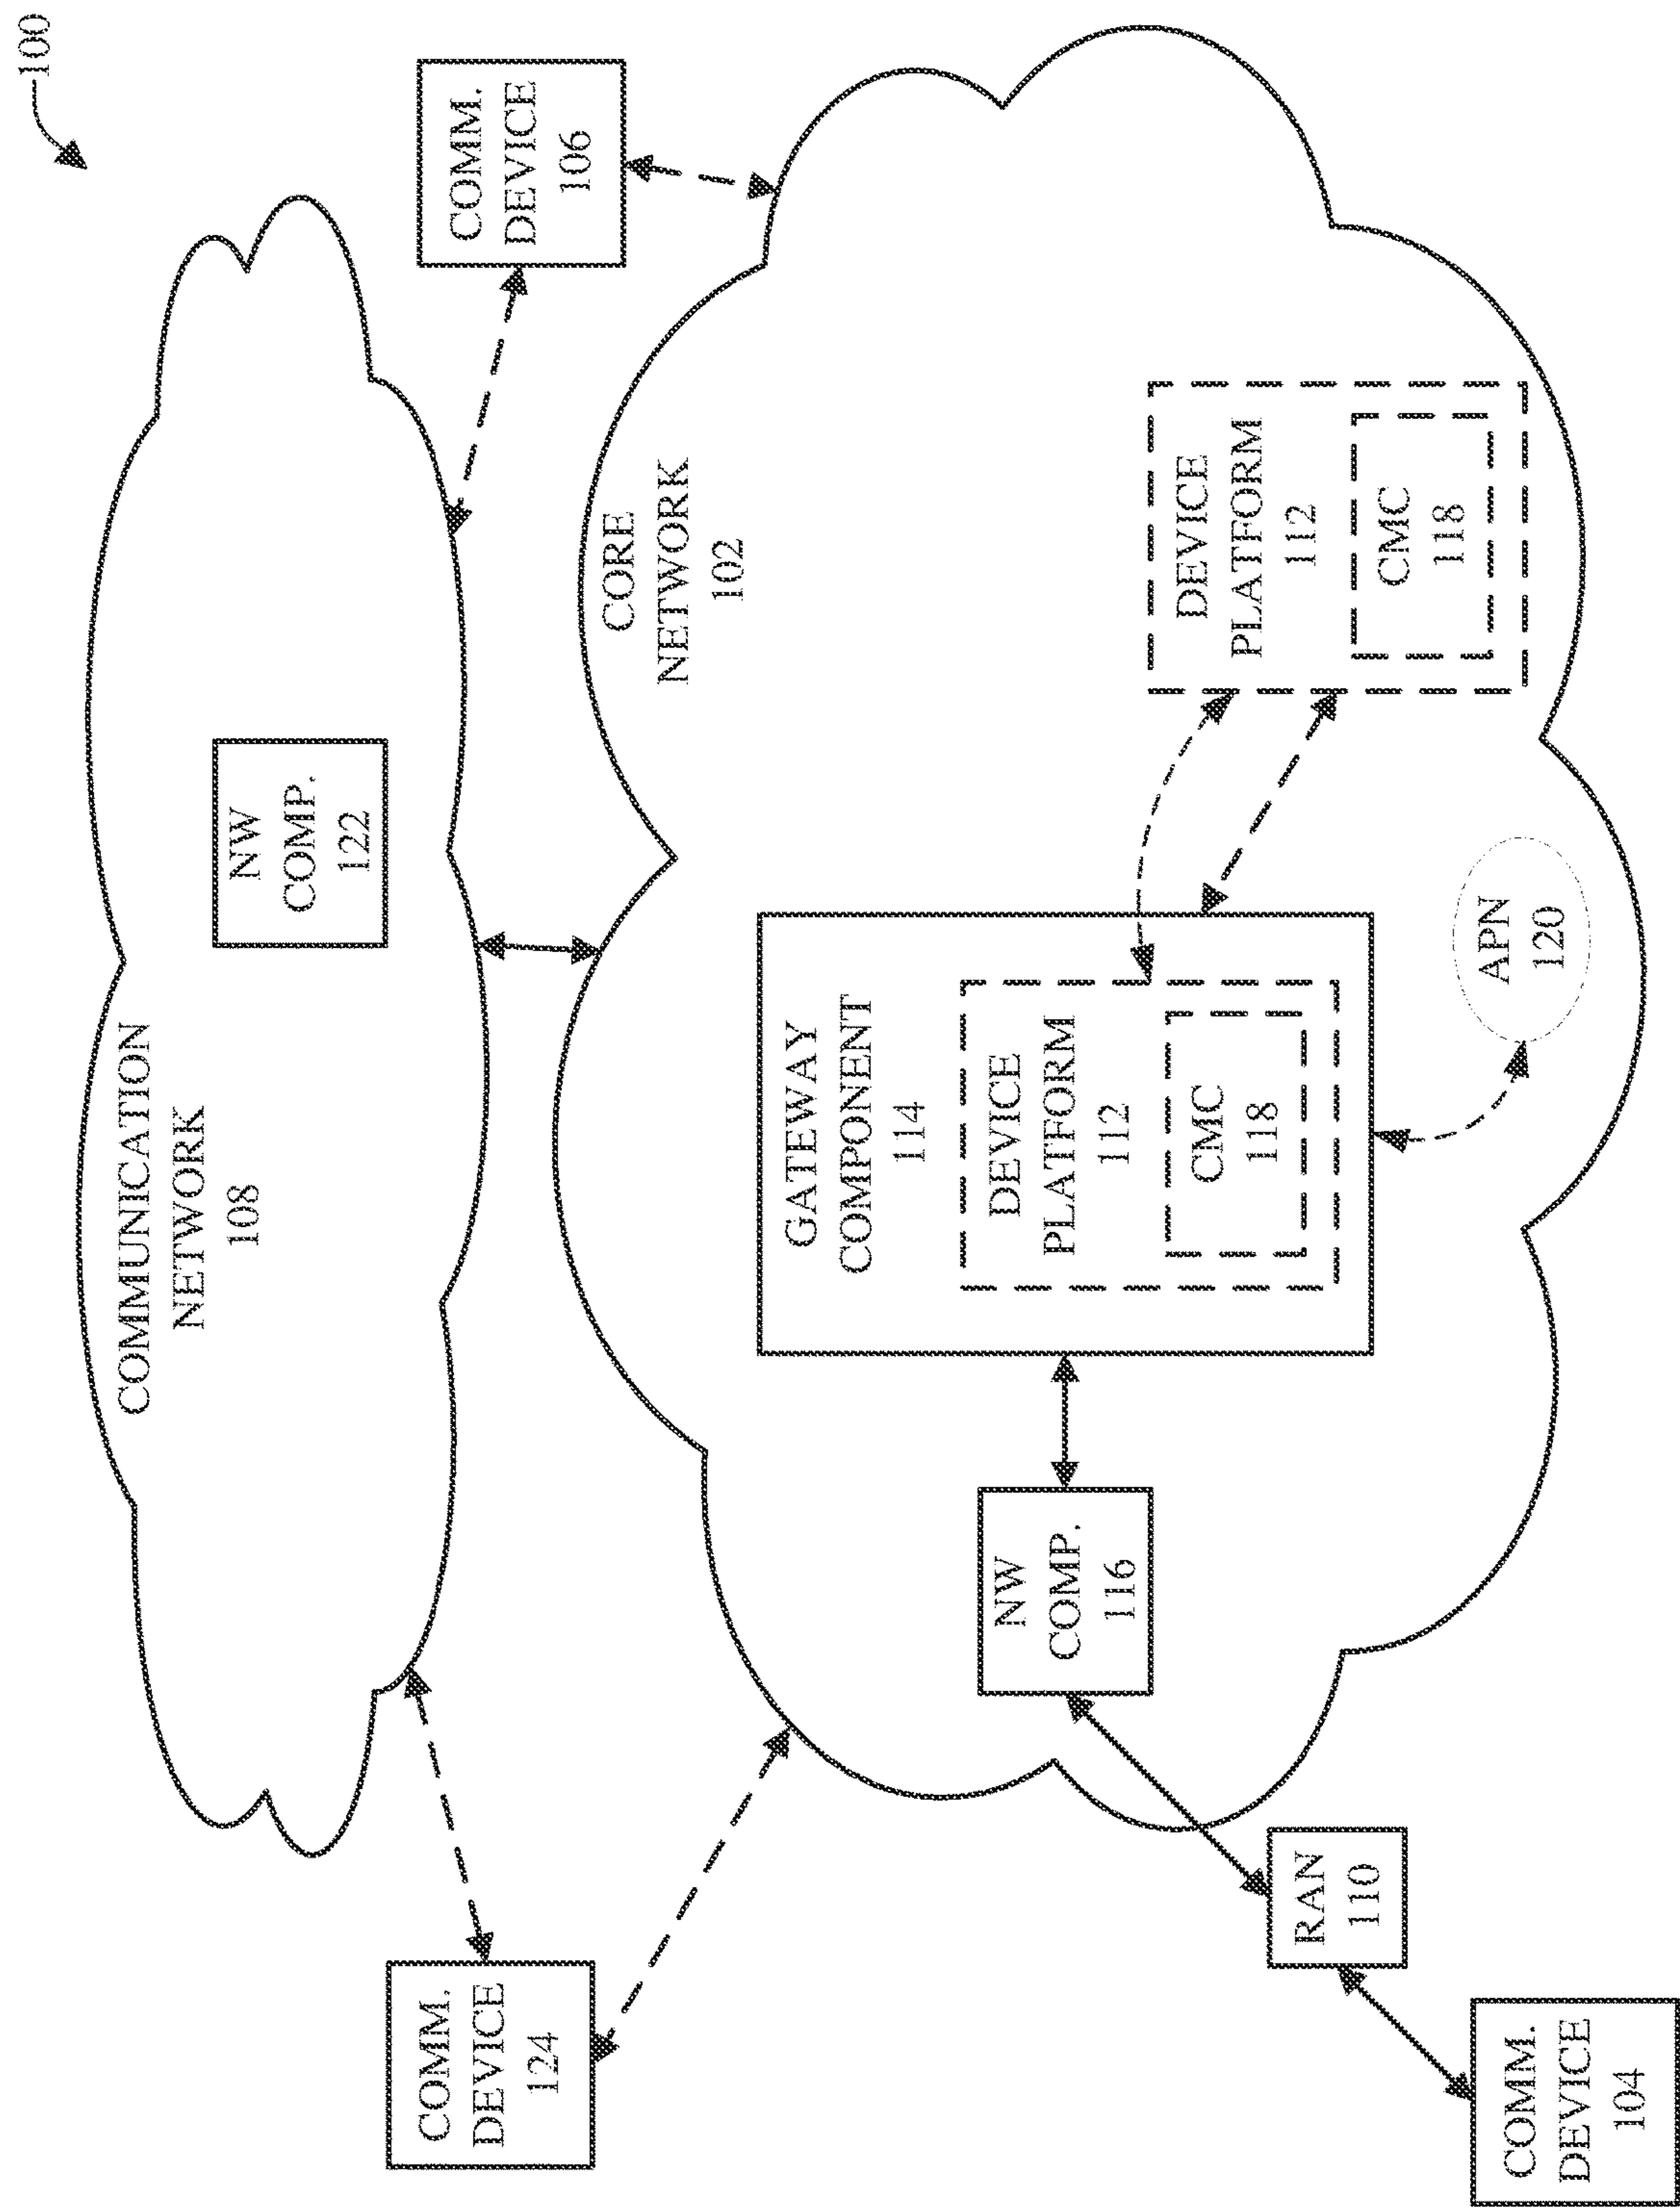 100
COMMUNICATION
NETWORK
108
NW
COMP.
122
COMM.
DEVICE
124
COMM.
DEVICE
106
CORE
NETWORK
102
GATEWAY
COMPONENT
114
DEVICE
PLATFORM
112
CMC
118
NW
COMP.
116
DEVICE
PLATFORM
112
CMC
118
APN
120
RAN
110
COMM.
DEVICE
104